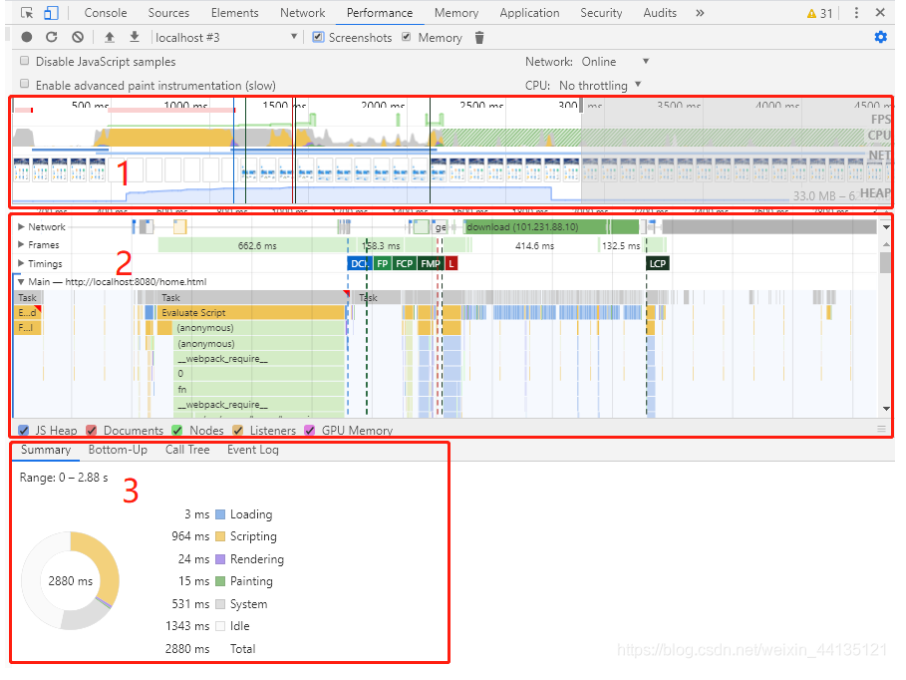 Console Sources Elements Network Performance Memory Application Security Audits » 31
localhost #3 Screenshots Memory
Disable JavaScript samples Network: Online
Enable advanced paint instrumentation (slow) CPU: No throttling
500 ms 1000 ms 1500 ms 2000 ms 2500 ms 300 ms 3500 ms 4000 ms 4500 ms
FPS
CPU
NET
1
33.0 MB – 6. HEAP
Network ge download (101.231.88.10)
Frames 662.6 ms 158.3 ms 414.6 ms 132.5 ms
2
Timings DCL FP FCP FMP L LCP
Main — http://localhost:8080/home.html
Task Task Task
E...d Evaluate Script
F...l (anonymous)
(anonymous)
__webpack_require__
0
fn
__webpack_require__
JS Heap Documents Nodes Listeners GPU Memory
Summary Bottom-Up Call Tree Event Log
Range: 0 – 2.88 s
3
3 ms Loading
964 ms Scripting
24 ms Rendering
2880 ms
15 ms Painting
531 ms System
1343 ms Idle
2880 ms Total
https://blog.csdn.net/weixin_44135121